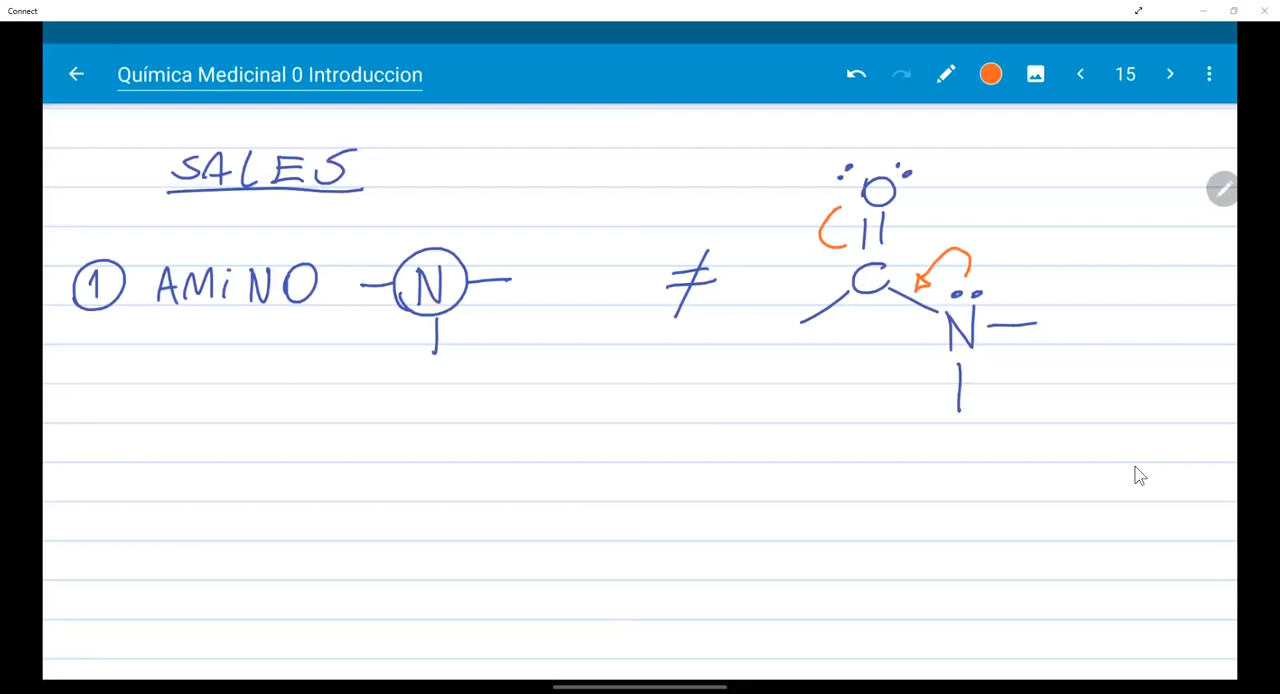 Connect
Química Medicinal 0 Introduccion
15
SALES
① AMiNO –N– ≠
O
C
N